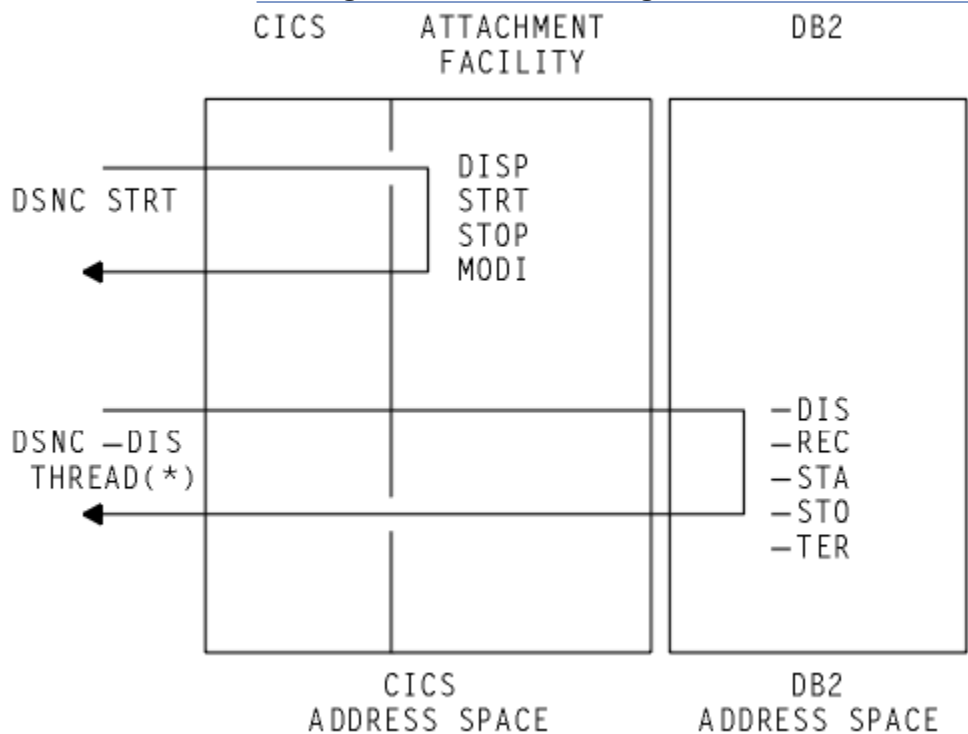 CICS ATTACHMENT FACILITY DB2
DSNC STRT
DISP
STRT
STOP
MODI
DSNC —DIS
THREAD(*)
—DIS
—REC
—STA
—STO
—TER
CICS
ADDRESS SPACE
DB2
ADDRESS SPACE